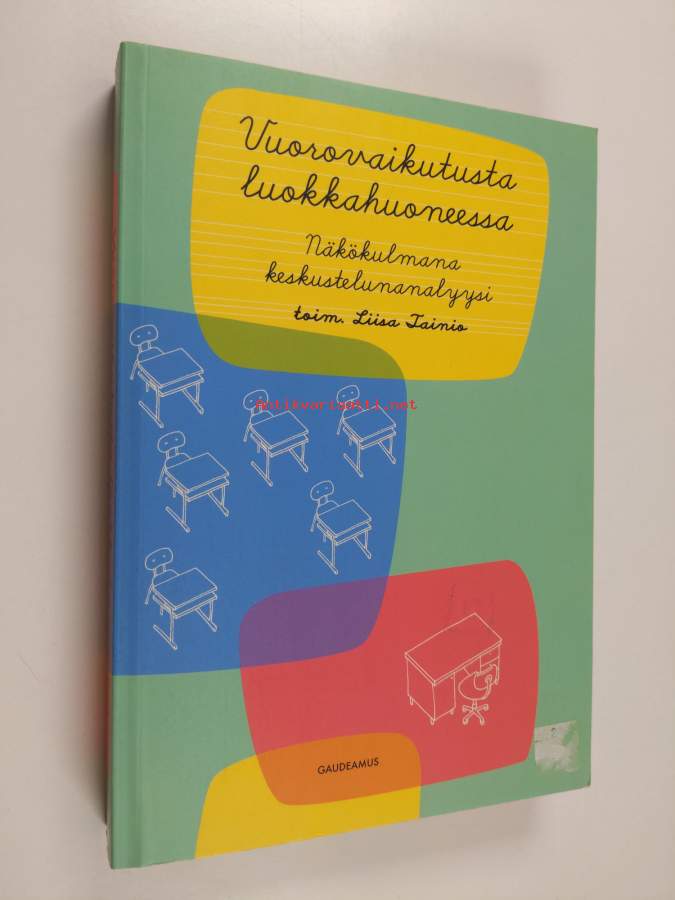 Vuorovaikutusta
luokkahuoneessa
Näkökulmana
keskustelunanalyysi
toim. Liisa Tainio
antikvariaatti.net
GAUDEAMUS